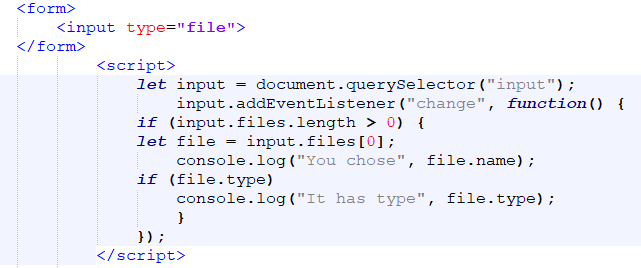 <form>
<input type="file">
</form>
<script>
let input = document.querySelector("input");
input.addEventListener("change", function() {
if (input.files.length > 0) {
let file = input.files[0];
console.log("You chose", file.name);
if (file.type)
console.log("It has type", file.type);
}
});
</script>